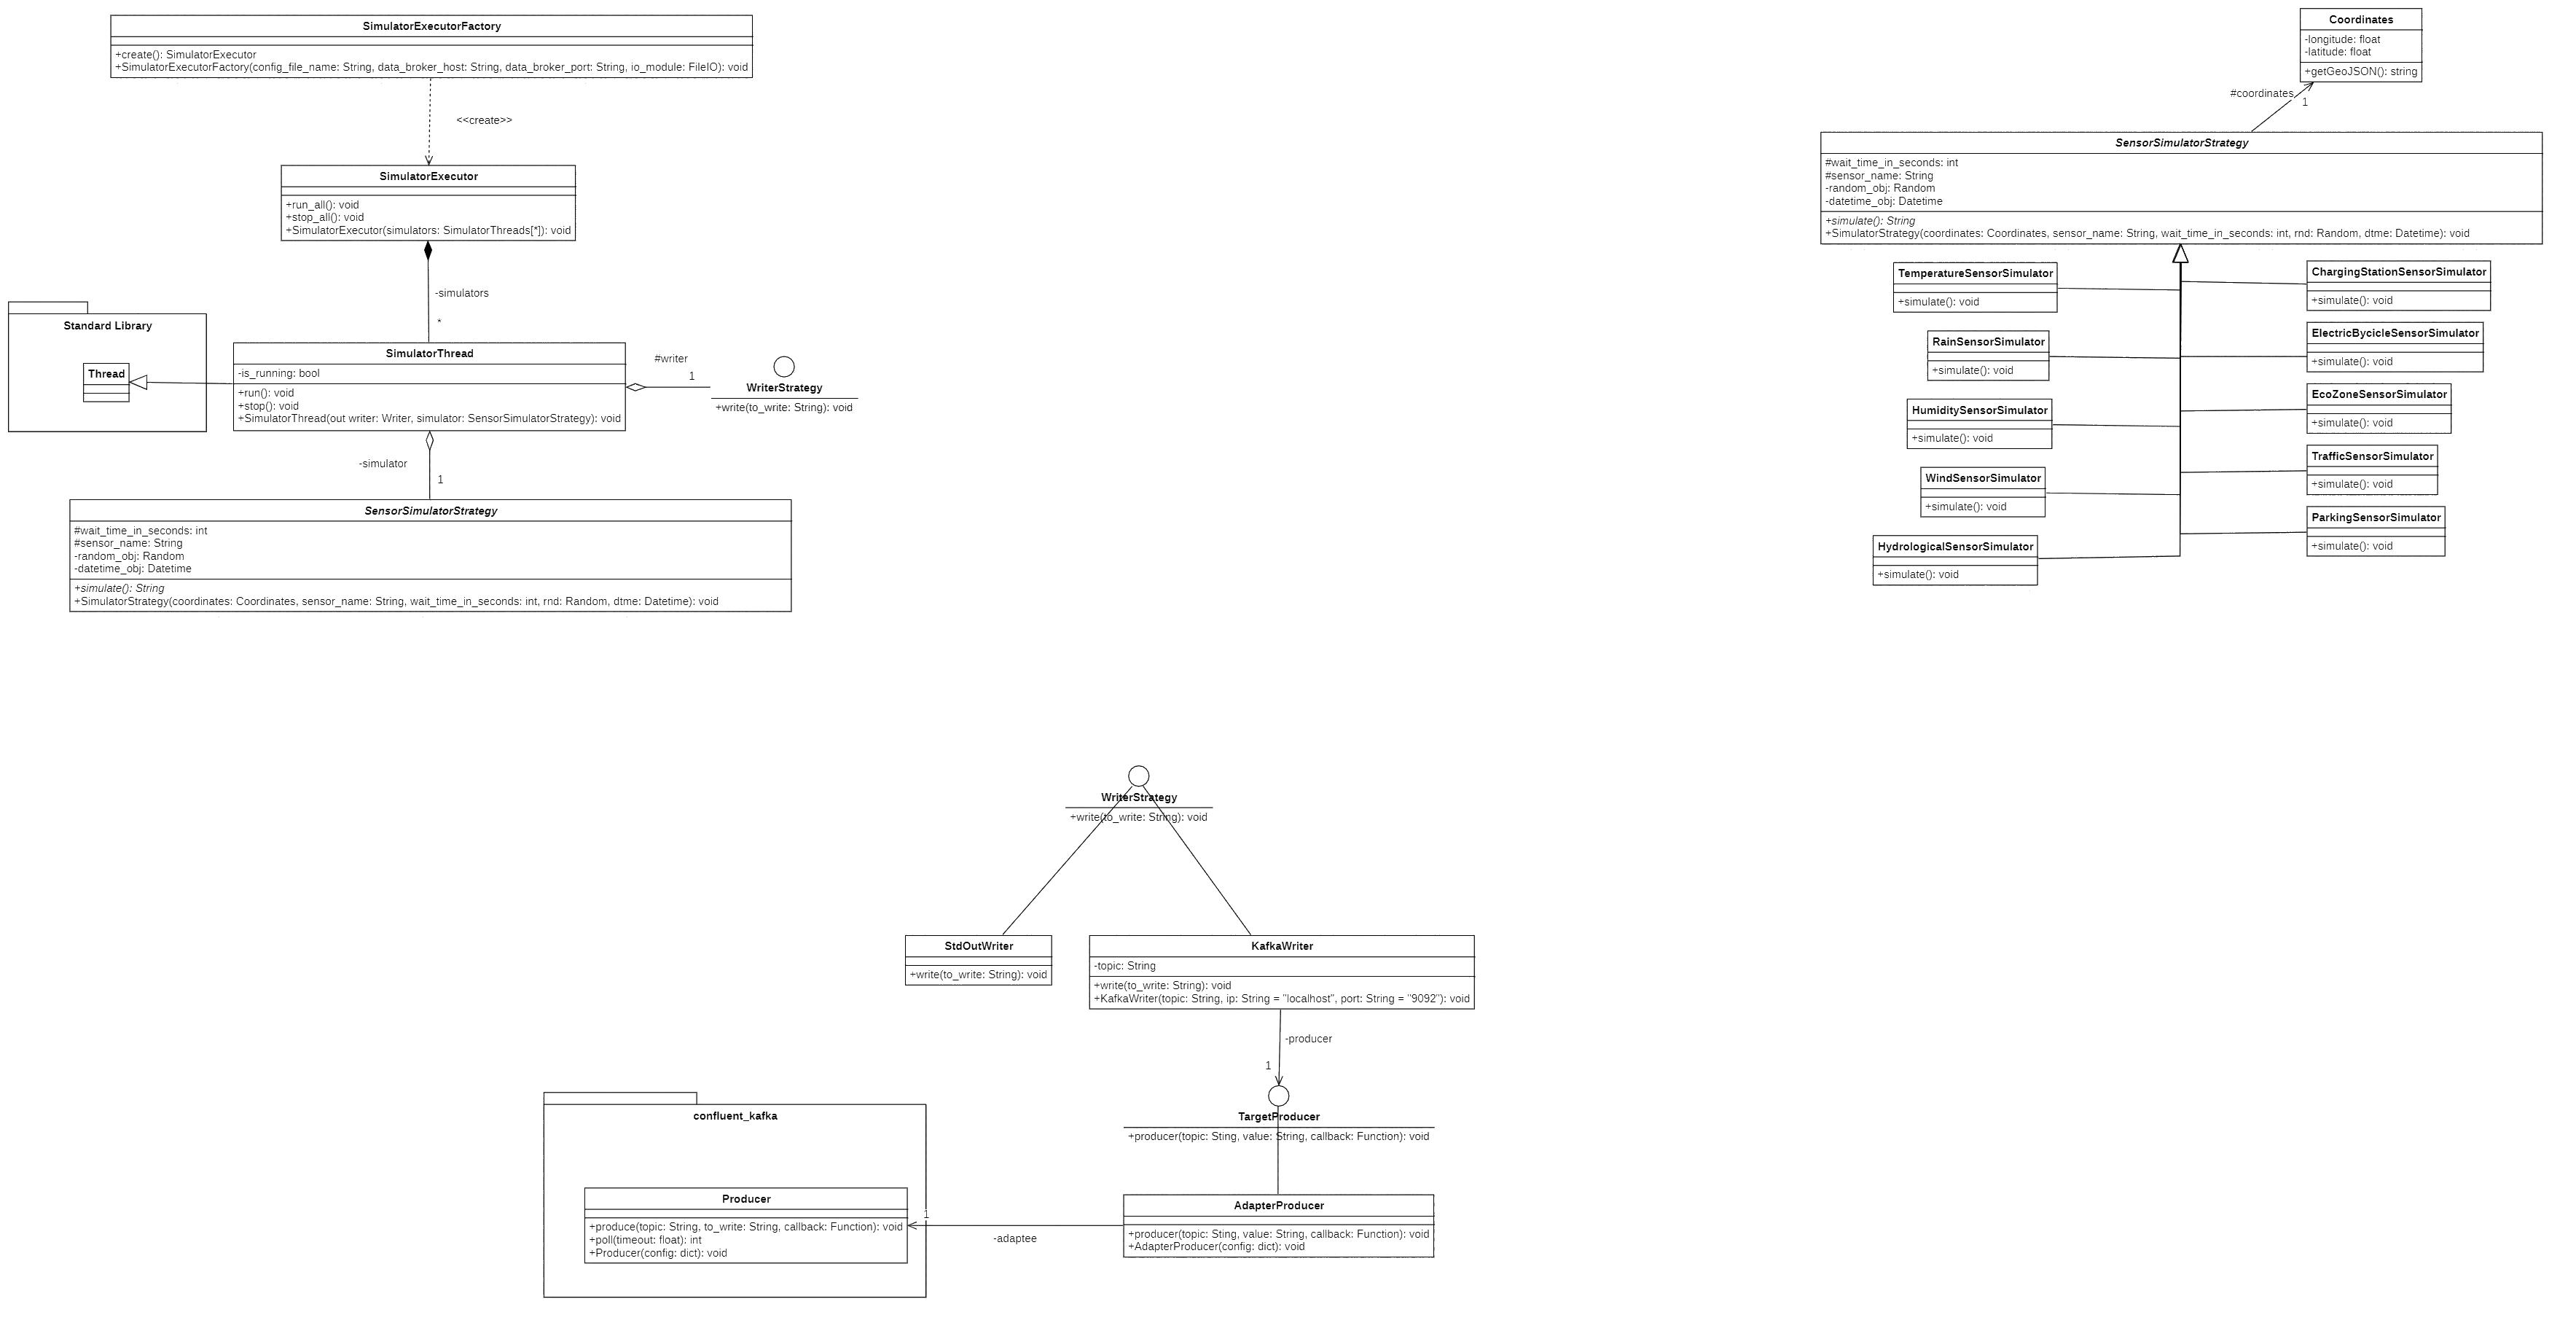 SimulatorExecutorFactory
+create(): SimulatorExecutor
+SimulatorExecutorFactory(config_file_name: String, data_broker_host: String, data_broker_port: String, io_module: FileIO): void
<<create>>
SimulatorExecutor
+run_all(): void
+stop_all(): void
+SimulatorExecutor(simulators: SimulatorThreads[*]): void
-simulators
*
Standard Library
Thread
SimulatorThread
-is_running: bool
+run(): void
+stop(): void
+SimulatorThread(out writer: Writer, simulator: SensorSimulatorStrategy): void
#writer
1
WriterStrategy
+write(to_write: String): void
-simulator
1
SensorSimulatorStrategy
#wait_time_in_seconds: int
#sensor_name: String
-random_obj: Random
-datetime_obj: Datetime
+simulate(): String
+SimulatorStrategy(coordinates: Coordinates, sensor_name: String, wait_time_in_seconds: int, rnd: Random, dtme: Datetime): void
Coordinates
-longitude: float
-latitude: float
+getGeoJSON(): string
#coordinates
1
SensorSimulatorStrategy
#wait_time_in_seconds: int
#sensor_name: String
-random_obj: Random
-datetime_obj: Datetime
+simulate(): String
+SimulatorStrategy(coordinates: Coordinates, sensor_name: String, wait_time_in_seconds: int, rnd: Random, dtme: Datetime): void
TemperatureSensorSimulator
+simulate(): void
RainSensorSimulator
+simulate(): void
HumiditySensorSimulator
+simulate(): void
WindSensorSimulator
+simulate(): void
HydrologicalSensorSimulator
+simulate(): void
ChargingStationSensorSimulator
+simulate(): void
ElectricBycicleSensorSimulator
+simulate(): void
EcoZoneSensorSimulator
+simulate(): void
TrafficSensorSimulator
+simulate(): void
ParkingSensorSimulator
+simulate(): void
WriterStrategy
+write(to_write: String): void
StdOutWriter
+write(to_write: String): void
KafkaWriter
-topic: String
+write(to_write: String): void
+KafkaWriter(topic: String, ip: String = "localhost", port: String = "9092"): void
-producer
1
TargetProducer
+producer(topic: Sting, value: String, callback: Function): void
confluent_kafka
Producer
+produce(topic: String, to_write: String, callback: Function): void
+poll(timeout: float): int
+Producer(config: dict): void
1
-adaptee
AdapterProducer
+producer(topic: Sting, value: String, callback: Function): void
+AdapterProducer(config: dict): void